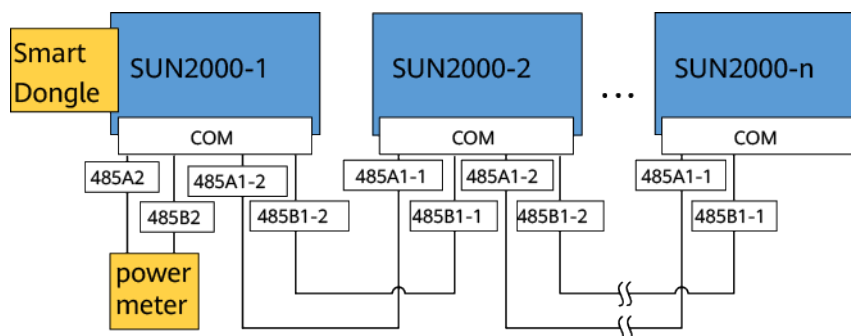 Smart
Dongle
SUN2000-1
SUN2000-2
...
SUN2000-n
COM
COM
COM
485A2
485A1-2
485A1-1
485A1-2
485A1-1
485B2
485B1-2
485B1-1
485B1-2
485B1-1
power
meter